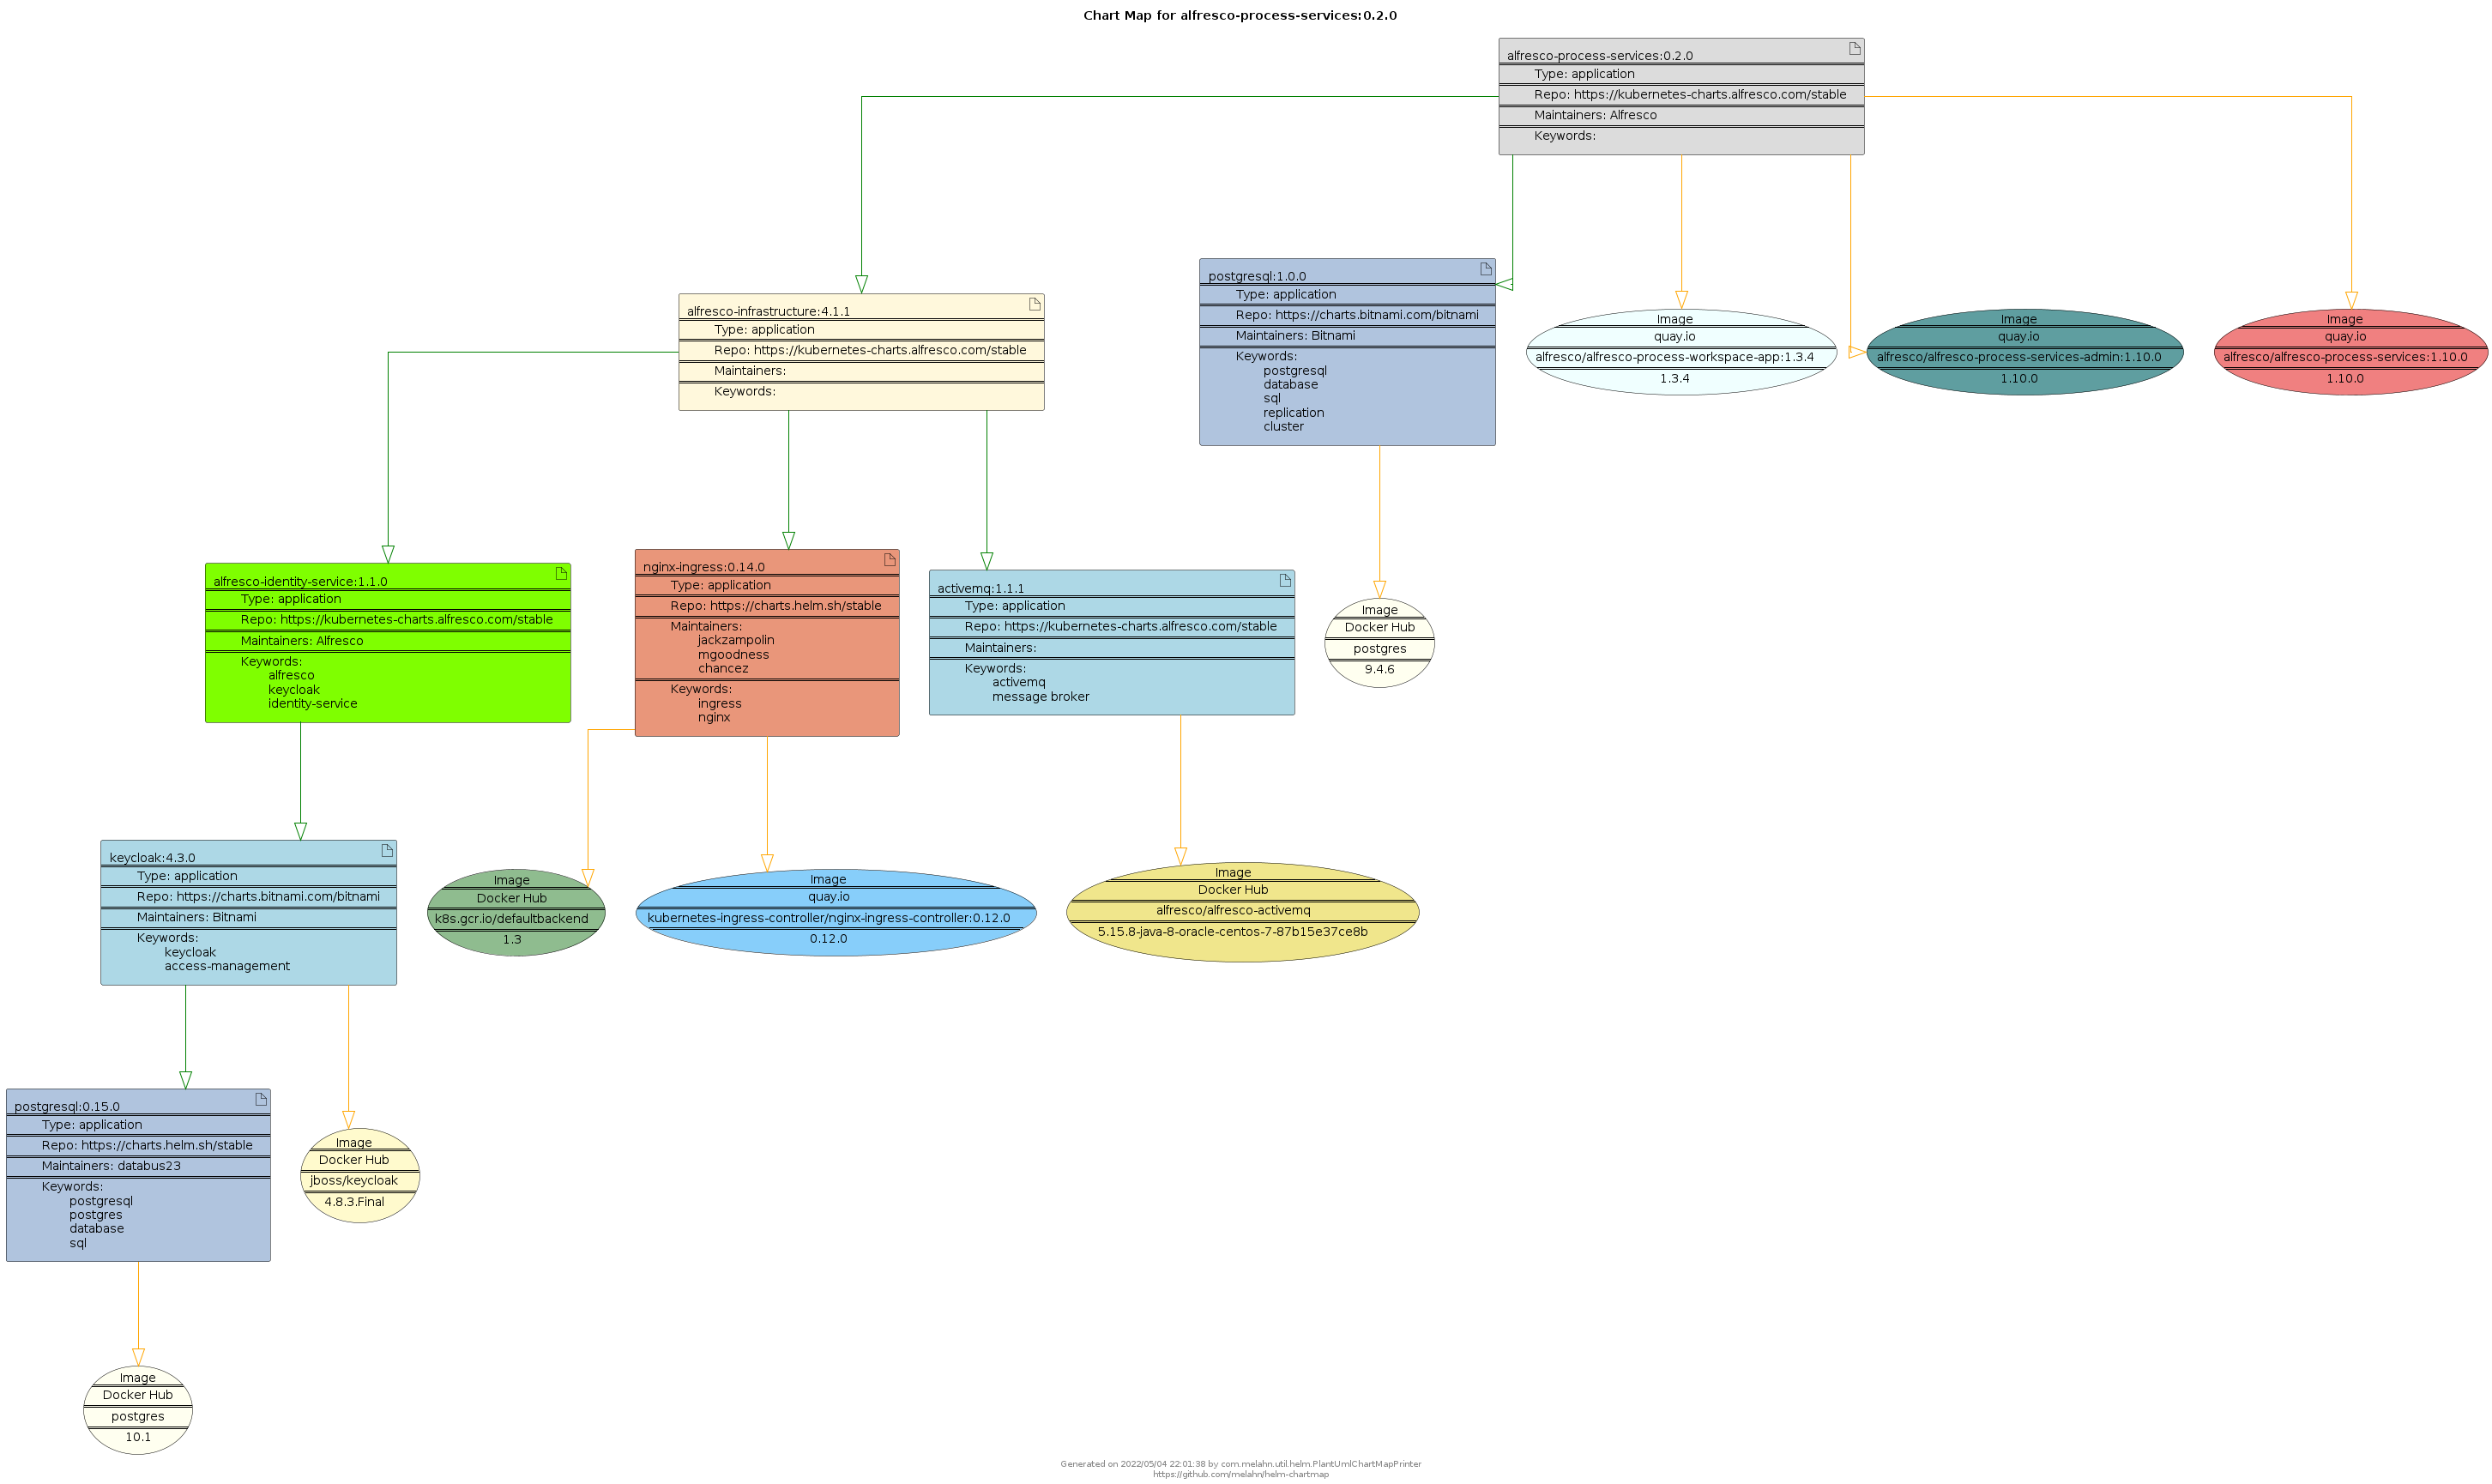 Chart Map for alfresco-process-services:0.2.0
alfresco-process-services:0.2.0
Type: application
Repo: https://kubernetes-charts.alfresco.com/stable
Maintainers: Alfresco
Keywords:
alfresco-infrastructure:4.1.1
Type: application
Repo: https://kubernetes-charts.alfresco.com/stable
Maintainers:
Keywords:
postgresql:1.0.0
Type: application
Repo: https://charts.bitnami.com/bitnami
Maintainers: Bitnami
Keywords:
postgresql
database
sql
replication
cluster
Image
quay.io
alfresco/alfresco-process-workspace-app:1.3.4
1.3.4
Image
quay.io
alfresco/alfresco-process-services-admin:1.10.0
1.10.0
Image
quay.io
alfresco/alfresco-process-services:1.10.0
1.10.0
alfresco-identity-service:1.1.0
Type: application
Repo: https://kubernetes-charts.alfresco.com/stable
Maintainers: Alfresco
Keywords:
alfresco
keycloak
identity-service
nginx-ingress:0.14.0
Type: application
Repo: https://charts.helm.sh/stable
Maintainers:
jackzampolin
mgoodness
chancez
Keywords:
ingress
nginx
activemq:1.1.1
Type: application
Repo: https://kubernetes-charts.alfresco.com/stable
Maintainers:
Keywords:
activemq
message broker
Image
Docker Hub
postgres
9.4.6
keycloak:4.3.0
Type: application
Repo: https://charts.bitnami.com/bitnami
Maintainers: Bitnami
Keywords:
keycloak
access-management
Image
Docker Hub
k8s.gcr.io/defaultbackend
1.3
Image
quay.io
kubernetes-ingress-controller/nginx-ingress-controller:0.12.0
0.12.0
Image
Docker Hub
alfresco/alfresco-activemq
5.15.8-java-8-oracle-centos-7-87b15e37ce8b
postgresql:0.15.0
Type: application
Repo: https://charts.helm.sh/stable
Maintainers: databus23
Keywords:
postgresql
postgres
database
sql
Image
Docker Hub
jboss/keycloak
4.8.3.Final
Image
Docker Hub
postgres
10.1
Generated on 2022/05/04 22:01:38 by com.melahn.util.helm.PlantUmlChartMapPrinter
https://github.com/melahn/helm-chartmap